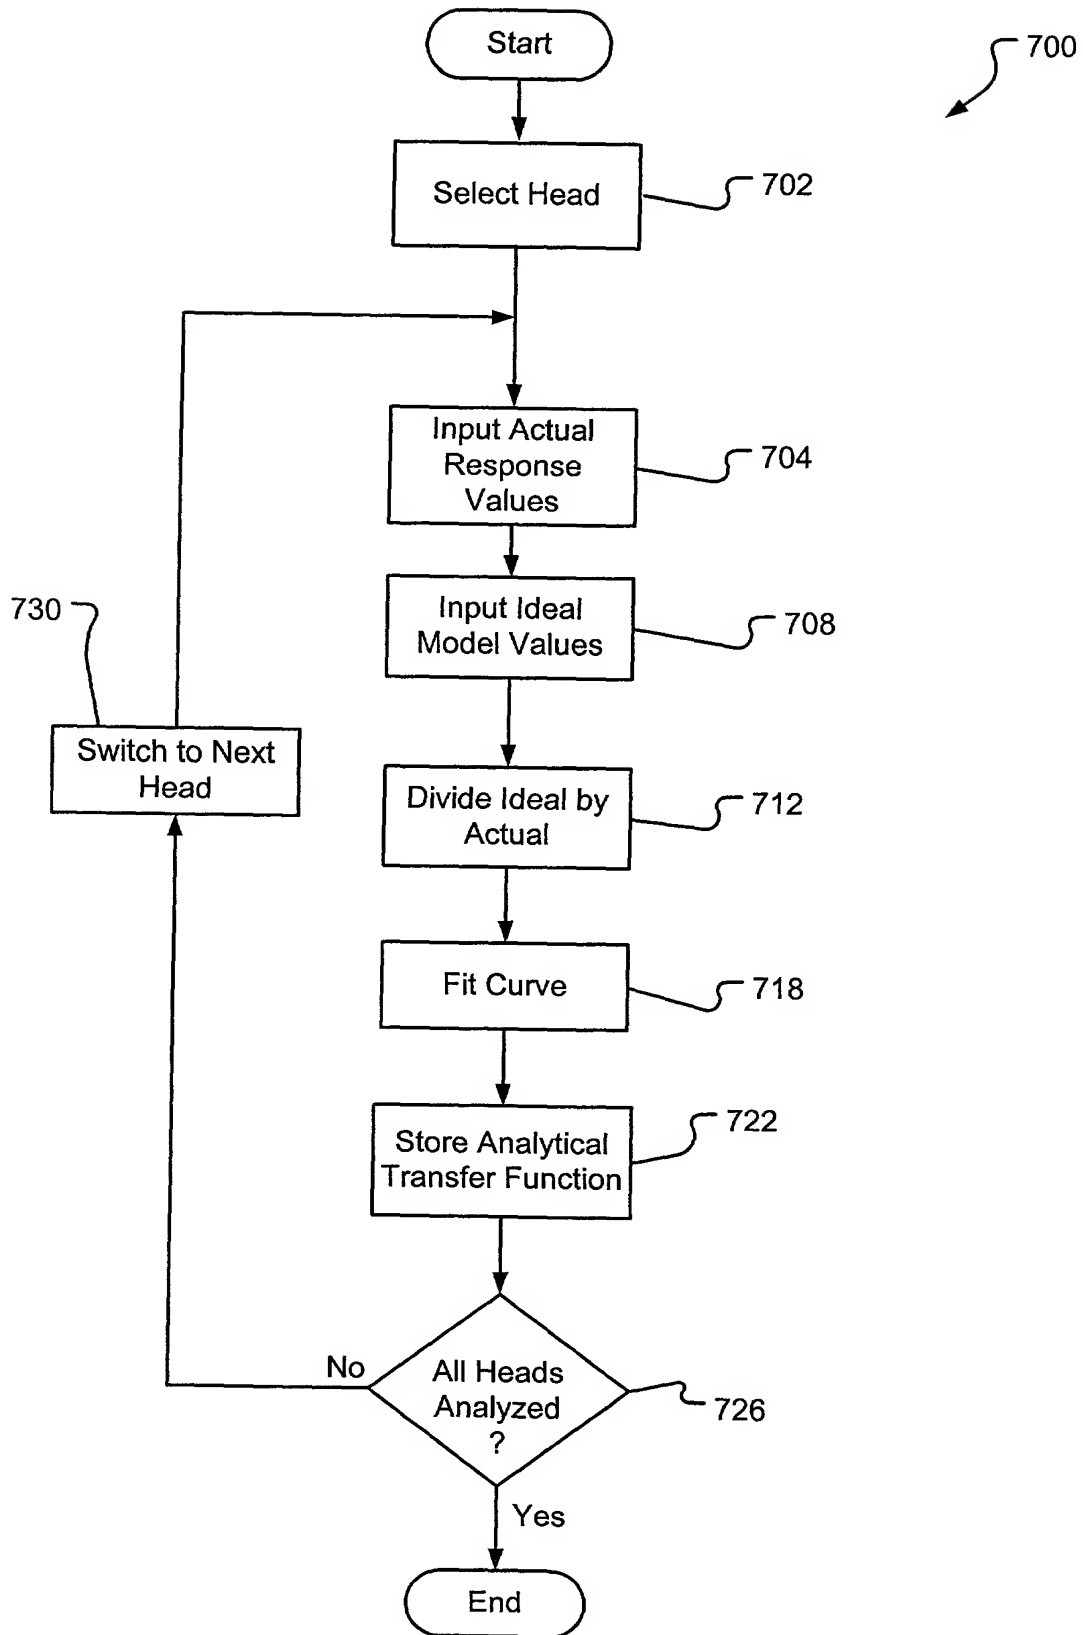 Start
700
Select Head
702
Input Actual
Response
Values
704
Input Ideal
Model Values
708
730
Switch to Next
Head
Divide Ideal by
Actual
712
Fit Curve
718
Store Analytical
Transfer Function
722
No
All Heads
Analyzed
?
726
Yes
End